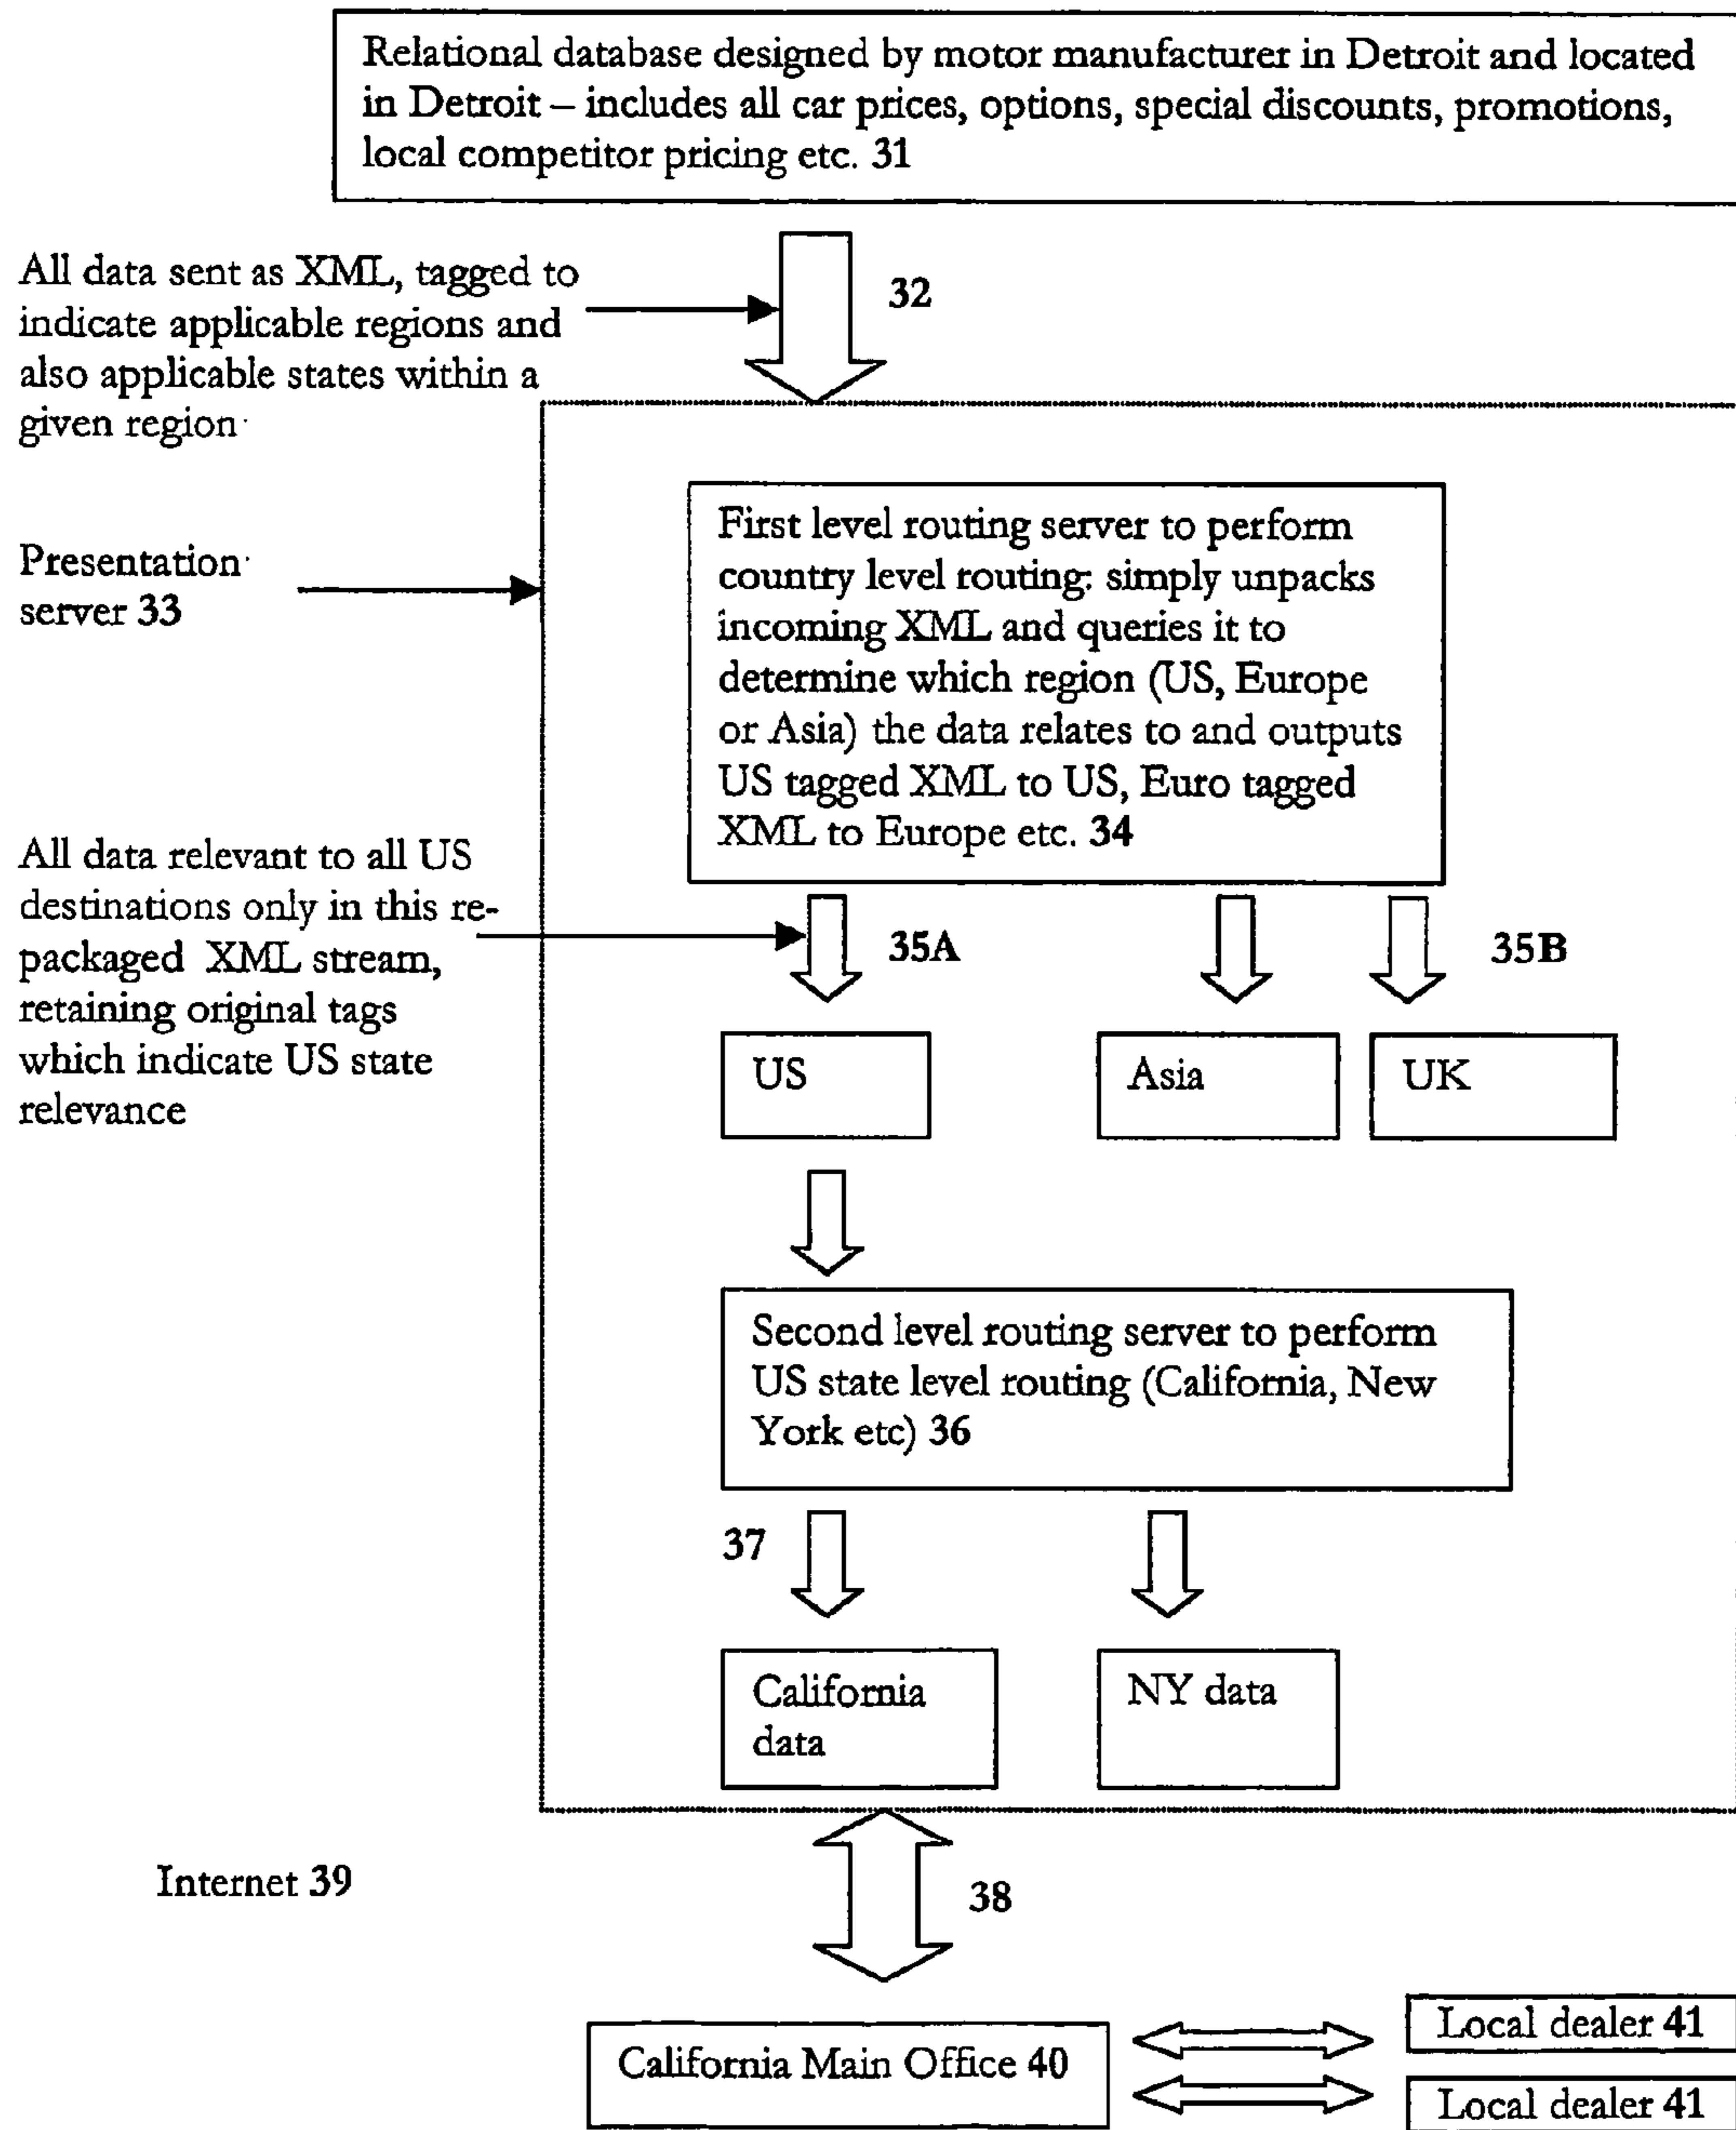 Relational database designed by motor manufacturer in Detroit and located
in Detroit – includes all car prices, options, special discounts, promotions,
local competitor pricing etc. 31
All data sent as XML, tagged to
indicate applicable regions and
also applicable states within a
given region
32
Presentation
server 33
First level routing server to perform
country level routing: simply unpacks
incoming XML and queries it to
determine which region (US, Europe
or Asia) the data relates to and outputs
US tagged XML to US, Euro tagged
XML to Europe etc. 34
All data relevant to all US
destinations only in this re-
packaged XML stream,
retaining original tags
which indicate US state
relevance
35A
35B
US
Asia
UK
Second level routing server to perform
US state level routing (California, New
York etc) 36
37
California
data
NY data
Internet 39
38
California Main Office 40
Local dealer 41
Local dealer 41